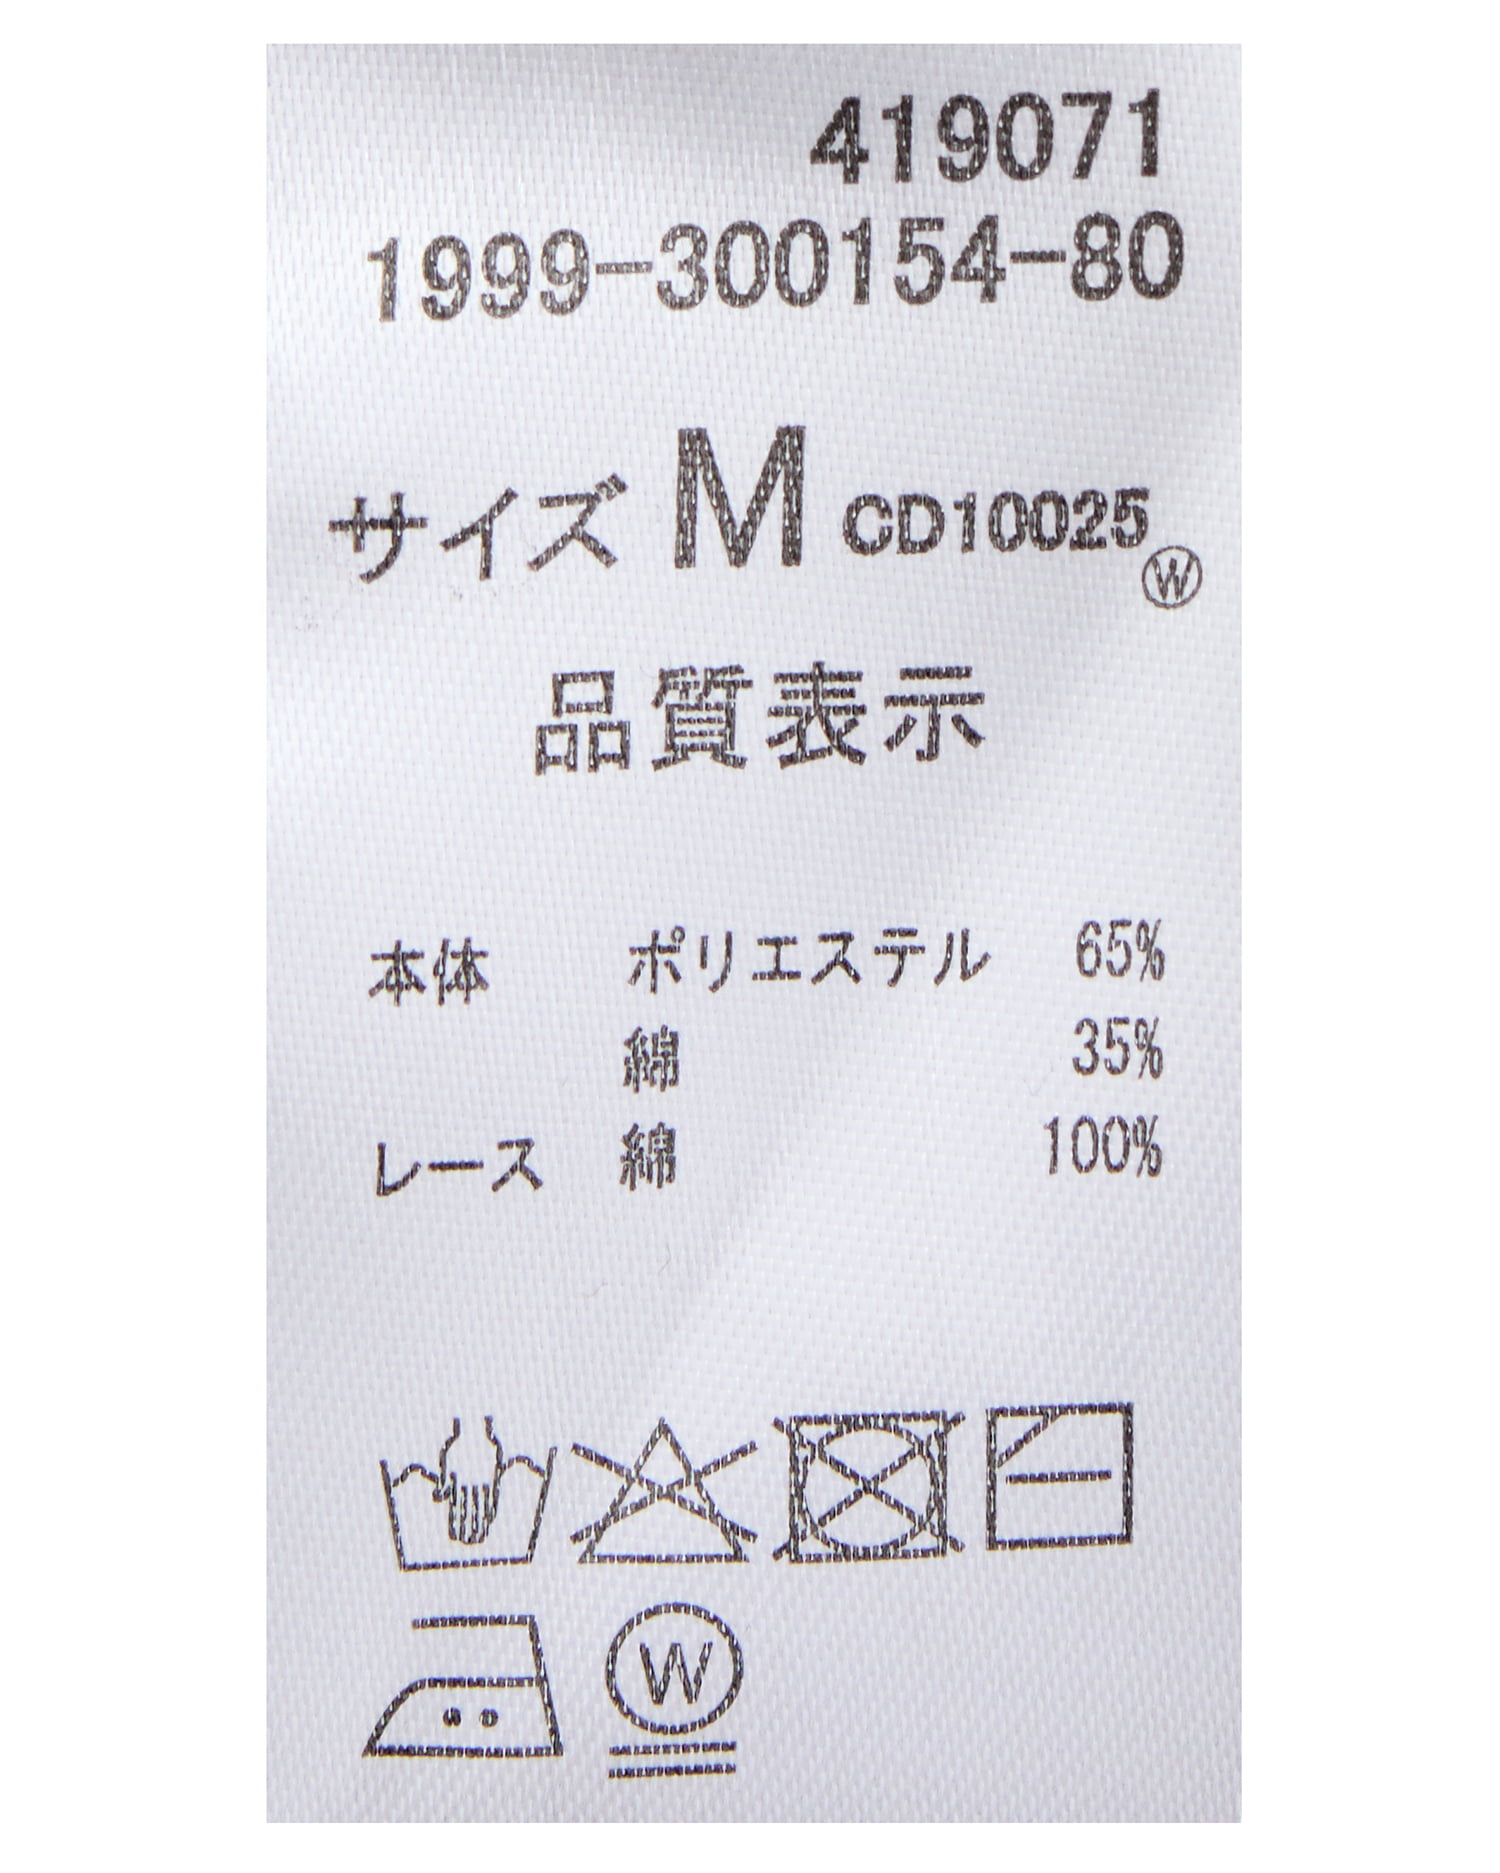 419071
1999-300154-80
サイズ M CD10025 Ⓦ
品質表示
本体 ポリエステル 65%
綿 35%
レース 綿 100%
W